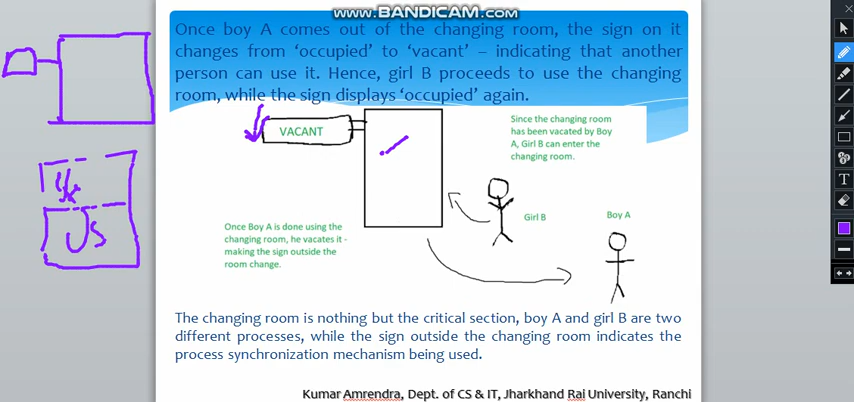 www.BANDICAM.com
Once boy A comes out of the changing room, the sign on it
changes from ‘occupied’ to ‘vacant’ – indicating that another
person can use it. Hence, girl B proceeds to use the changing
room, while the sign displays ‘occupied’ again.
VACANT
Since the changing room
has been vacated by Boy
A, Girl B can enter the
changing room.
Girl B
Boy A
Once Boy A is done using the
changing room, he vacates it -
making the sign outside the
room change.
US
The changing room is nothing but the critical section, boy A and girl B are two
different processes, while the sign outside the changing room indicates the
process synchronization mechanism being used.
Kumar Amrendra, Dept. of CS & IT, Jharkhand Rai University, Ranchi
T